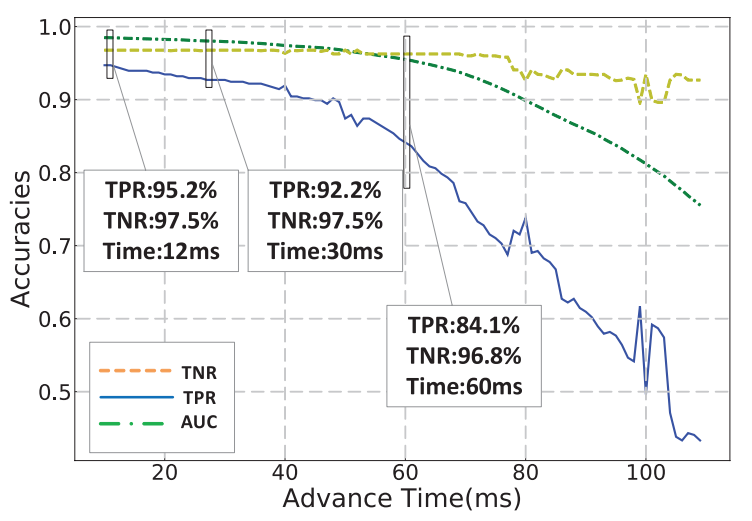 1.0
0.9
0.8
0.7
0.6
0.5
Accuracies
TPR:95.2%
TNR:97.5%
Time:12ms
TPR:92.2%
TNR:97.5%
Time:30ms
TPR:84.1%
TNR:96.8%
Time:60ms
TNR
TPR
AUC
20 40 60 80 100
Advance Time(ms)